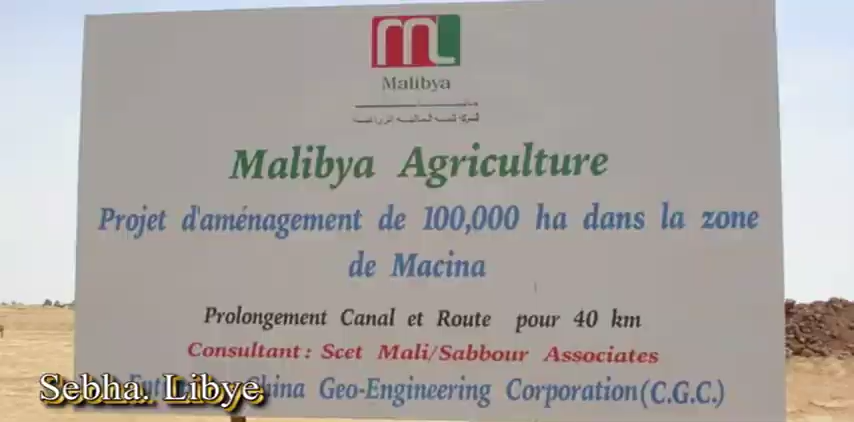 Malibya
Malibya Agriculture
Projet d'aménagement de 100,000 ha dans la zone
de Macina
Prolongement Canal et Route pour 40 km
Consultant: Scet Mali/Sabbour Associates
China Geo-Engineering Corporation(C.G.C.)
Sebha. Libye